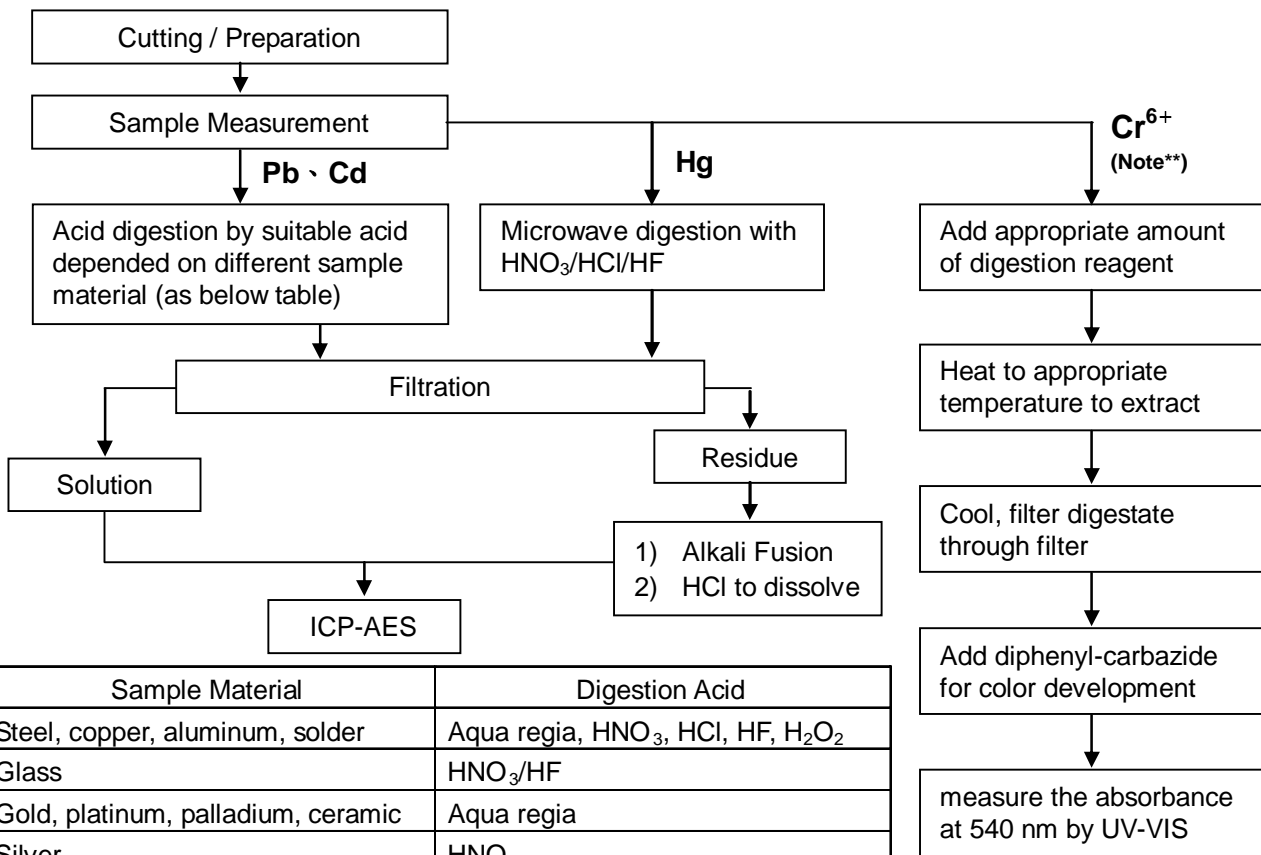 Cutting / Preparation
Sample Measurement
Pb、Cd
Hg
Cr⁶⁺
(Note**)
Acid digestion by suitable acid
depended on different sample
material (as below table)
Microwave digestion with
HNO₃/HCl/HF
Add appropriate amount
of digestion reagent
Filtration
Heat to appropriate
temperature to extract
Solution
Residue
1) Alkali Fusion
2) HCl to dissolve
Cool, filter digestate
through filter
ICP-AES
Add diphenyl-carbazide
for color development
measure the absorbance
at 540 nm by UV-VIS
Sample Material Digestion Acid
Steel, copper, aluminum, solder Aqua regia, HNO₃, HCl, HF, H₂O₂
Glass HNO₃/HF
Gold, platinum, palladium, ceramic Aqua regia
Silver HNO